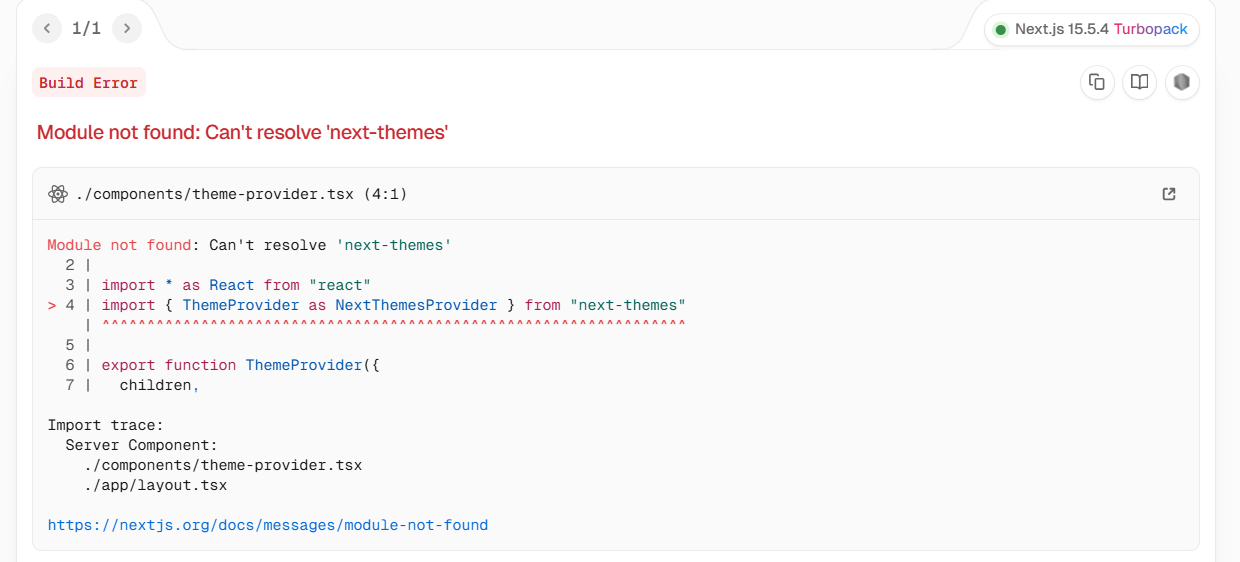 1/1
Next.js 15.5.4 Turbopack
Build Error
Module not found: Can't resolve 'next-themes'
./components/theme-provider.tsx (4:1)
Module not found: Can't resolve 'next-themes'
  2 |
  3 | import * as React from "react"
> 4 | import { ThemeProvider as NextThemesProvider } from "next-themes"
    | ^^^^^^^^^^^^^^^^^^^^^^^^^^^^^^^^^^^^^^^^^^^^^^^^^^^^^^^^^^^^^^^^^
  5 |
  6 | export function ThemeProvider({
  7 |   children,
Import trace:
  Server Component:
    ./components/theme-provider.tsx
    ./app/layout.tsx
https://nextjs.org/docs/messages/module-not-found